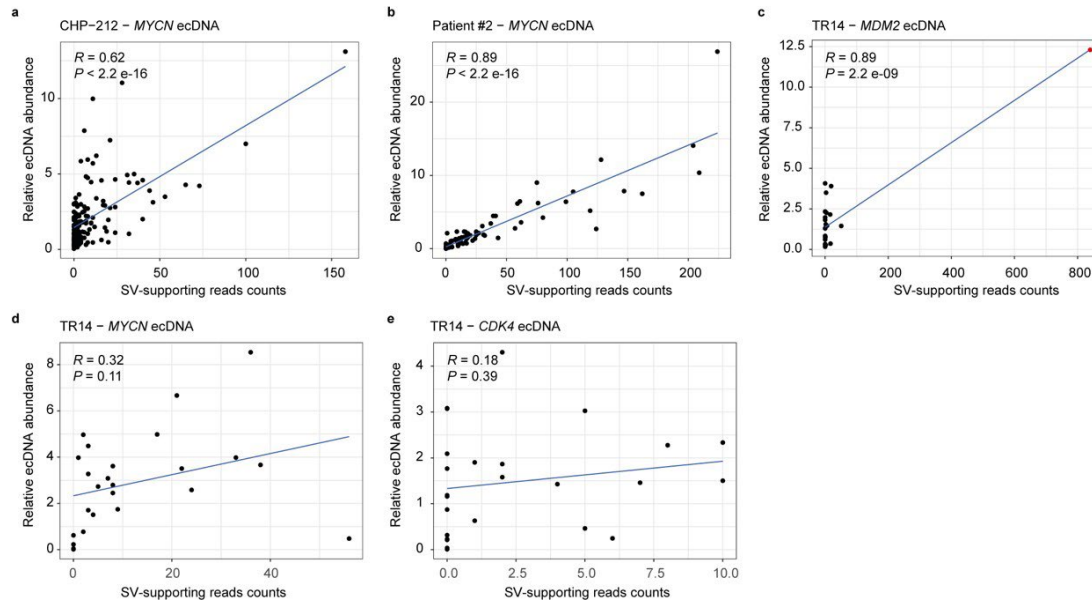 a
CHP-212 − MYCN ecDNA
R = 0.62
P < 2.2 e-16
Relative ecDNA abundance
10
5
0
0 50 100 150
SV-supporting reads counts
b
Patient #2 − MYCN ecDNA
R = 0.89
P < 2.2 e-16
Relative ecDNA abundance
20
10
0
0 50 100 150 200
SV-supporting reads counts
c
TR14 − MDM2 ecDNA
R = 0.89
P = 2.2 e-09
Relative ecDNA abundance
12.5
10.0
7.5
5.0
2.5
0.0
0 200 400 600 800
SV-supporting reads counts
d
TR14 − MYCN ecDNA
R = 0.32
P = 0.11
Relative ecDNA abundance
8
6
4
2
0
0 20 40
SV-supporting reads counts
e
TR14 − CDK4 ecDNA
R = 0.18
P = 0.39
Relative ecDNA abundance
4
3
2
1
0
0.0 2.5 5.0 7.5 10.0
SV-supporting reads counts